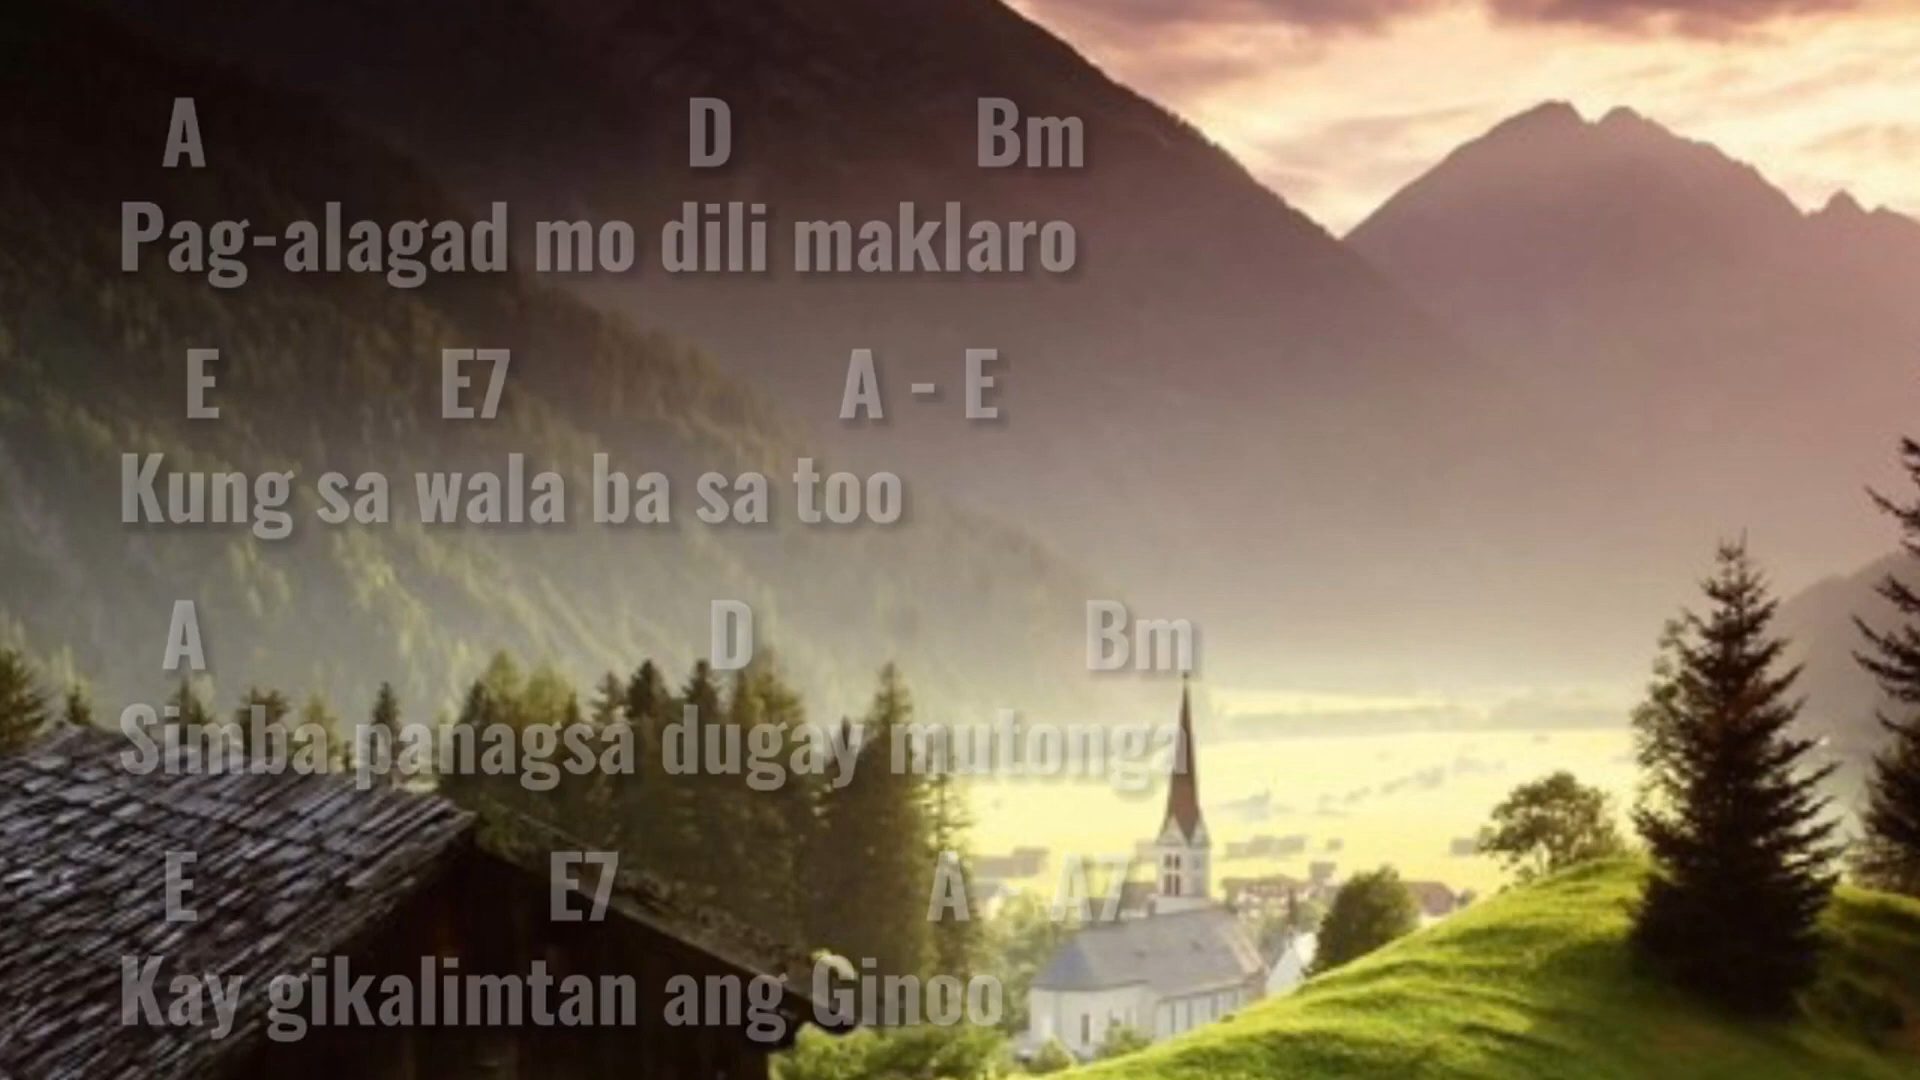 A D Bm
Pag-alagad mo dili maklaro
E E7 A - E
Kung sa wala ba sa too
A D Bm
Simba panagsa dugay mutonga
E E7 A - A7
Kay gikalimtan ang Ginoo